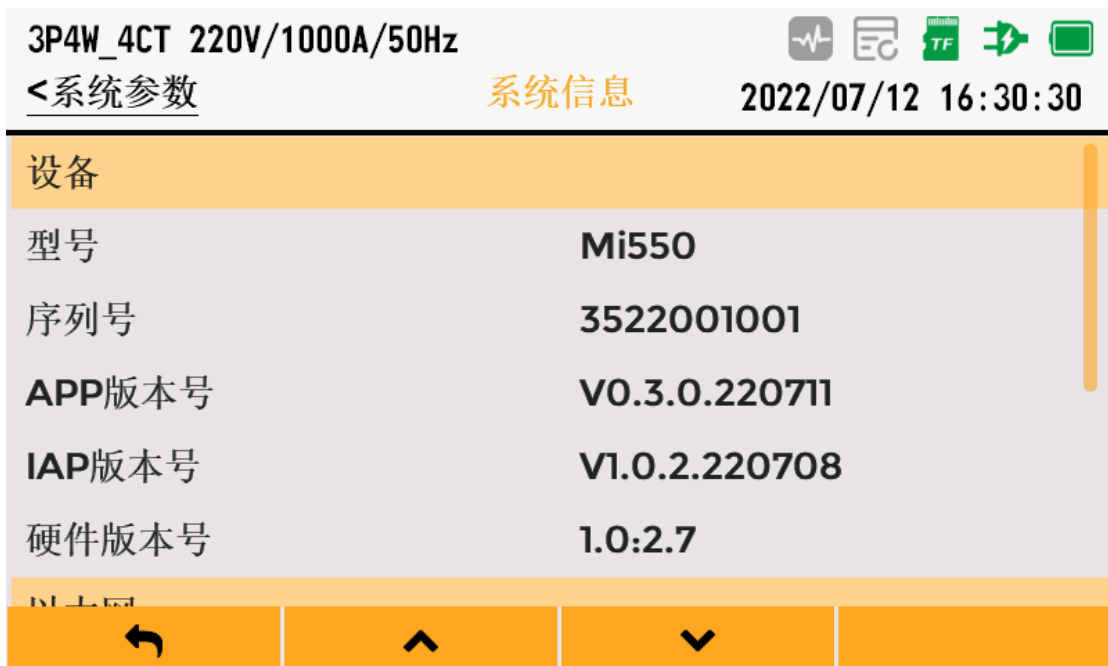 3P4W_4CT 220V/1000A/50Hz
TF
<系统参数
系统信息
2022/07/12 16:30:30
设备
型号 Mi550
序列号 3522001001
APP版本号 V0.3.0.220711
IAP版本号 V1.0.2.220708
硬件版本号 1.0:2.7
以太网